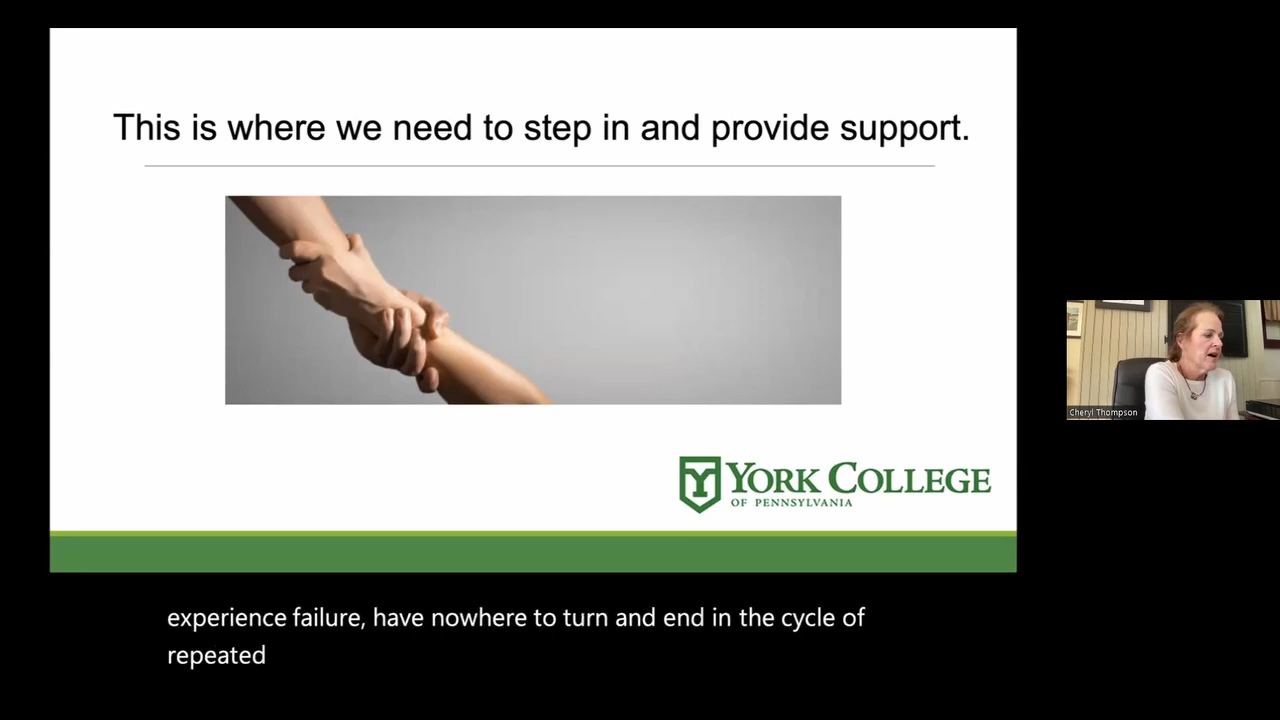 This is where we need to step in and provide support.
YORK COLLEGE
OF PENNSYLVANIA
Cheryl Thompson
experience failure, have nowhere to turn and end in the cycle of
repeated